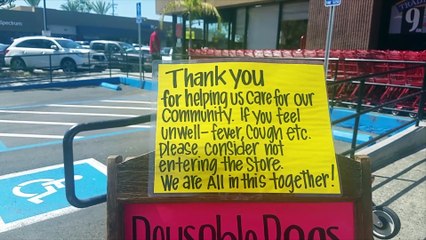 Spectrum
TRAD
Thank you
for helping us care for our
Community. If you feel
unwell-fever, Cough, etc.
Please Consider not
entering the store.
We are All in this together!
Reusable Bags